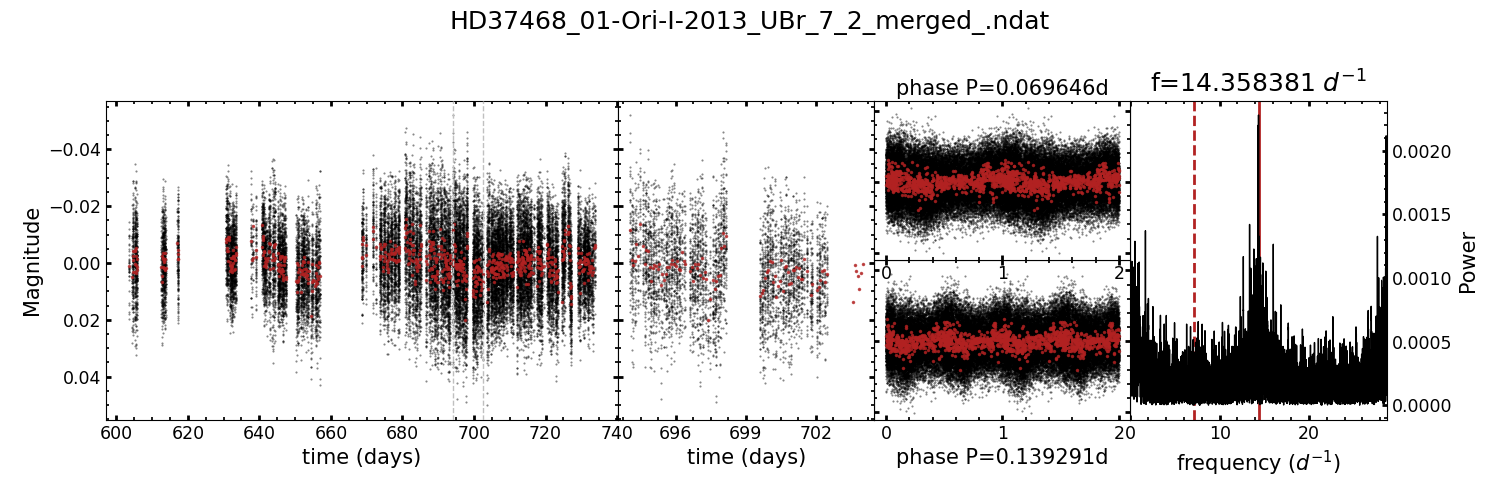 HD37468_01-Ori-I-2013_UBr_7_2_merged_.ndat
phase P=0.069646d
f=14.358381 d⁻¹
Magnitude
−0.04
−0.02
0.00
0.02
0.04
600 620 640 660 680 700 720 740
time (days)
696 699 702
time (days)
0 1 2
0 1 2
phase P=0.139291d
0 10 20
frequency (d⁻¹)
0.0020
0.0015
0.0010
0.0005
0.0000
Power